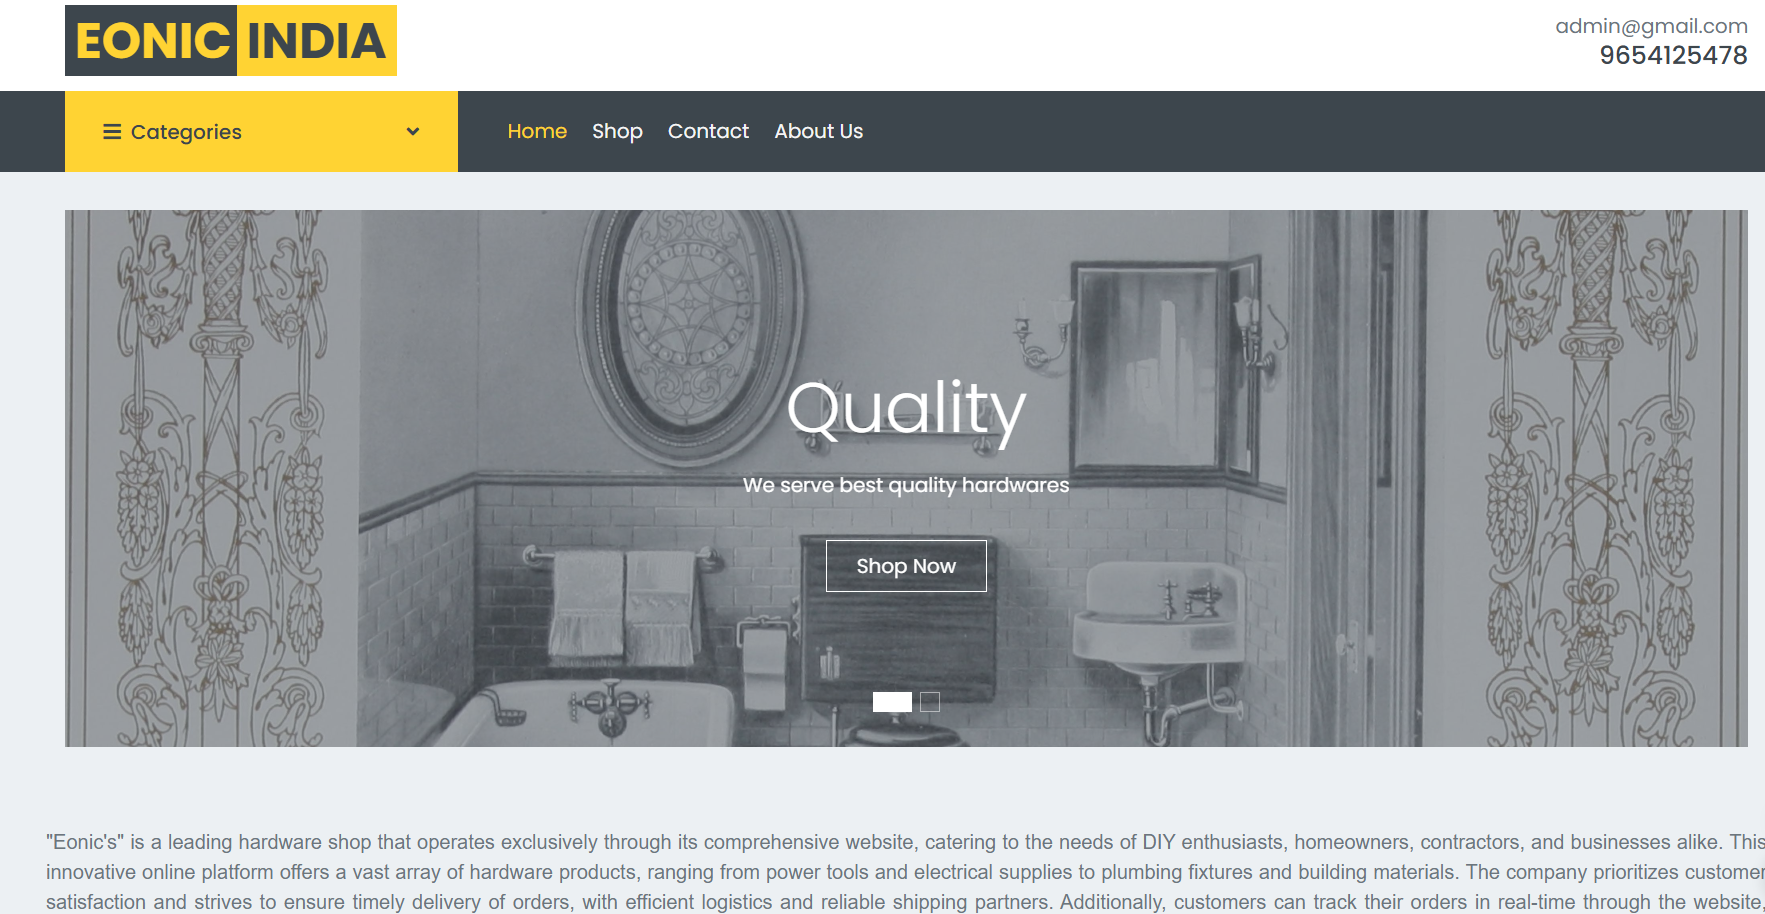 EONIC INDIA
admin@gmail.com
9654125478
Categories
Home Shop Contact About Us
Quality
We serve best quality hardwares
Shop Now
"Eonic's" is a leading hardware shop that operates exclusively through its comprehensive website, catering to the needs of DIY enthusiasts, homeowners, contractors, and businesses alike. This
innovative online platform offers a vast array of hardware products, ranging from power tools and electrical supplies to plumbing fixtures and building materials. The company prioritizes customer
satisfaction and strives to ensure timely delivery of orders, with efficient logistics and reliable shipping partners. Additionally, customers can track their orders in real-time through the website,